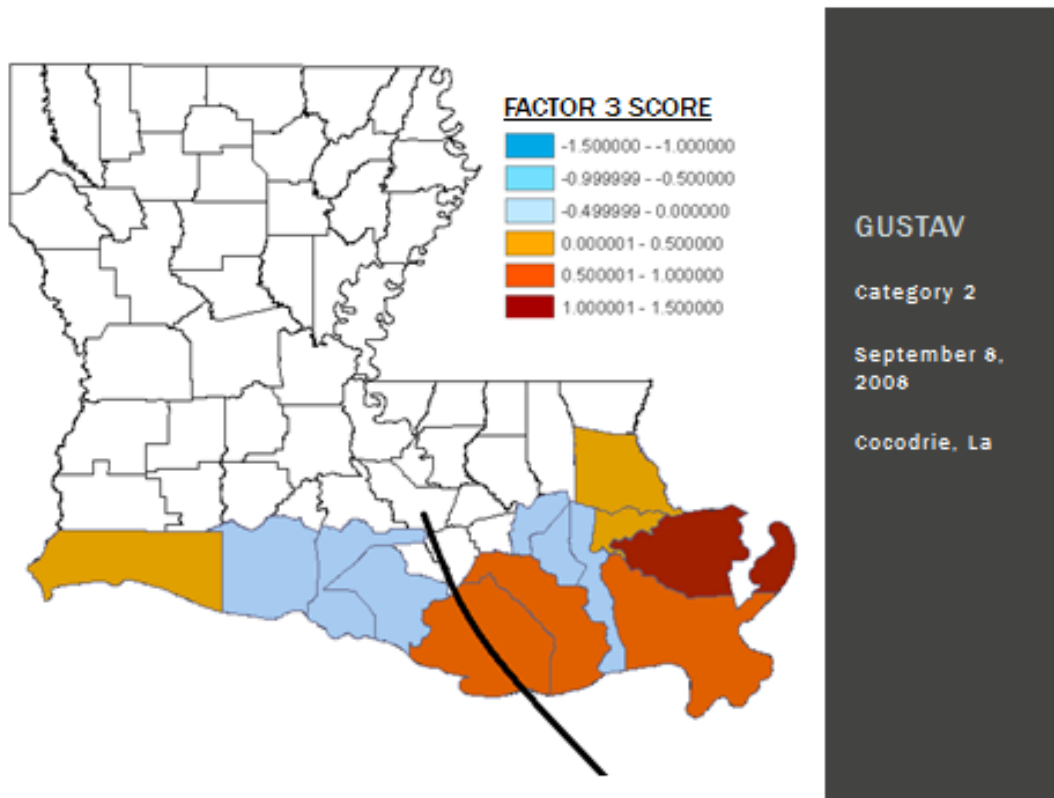 FACTOR 3 SCORE
-1.500000 - -1.000000
-0.999999 - -0.500000
-0.499999 - 0.000000
0.000001 - 0.500000
0.500001 - 1.000000
1.000001 - 1.500000
GUSTAV
Category 2
September 8,
2008
Cocodrie, La